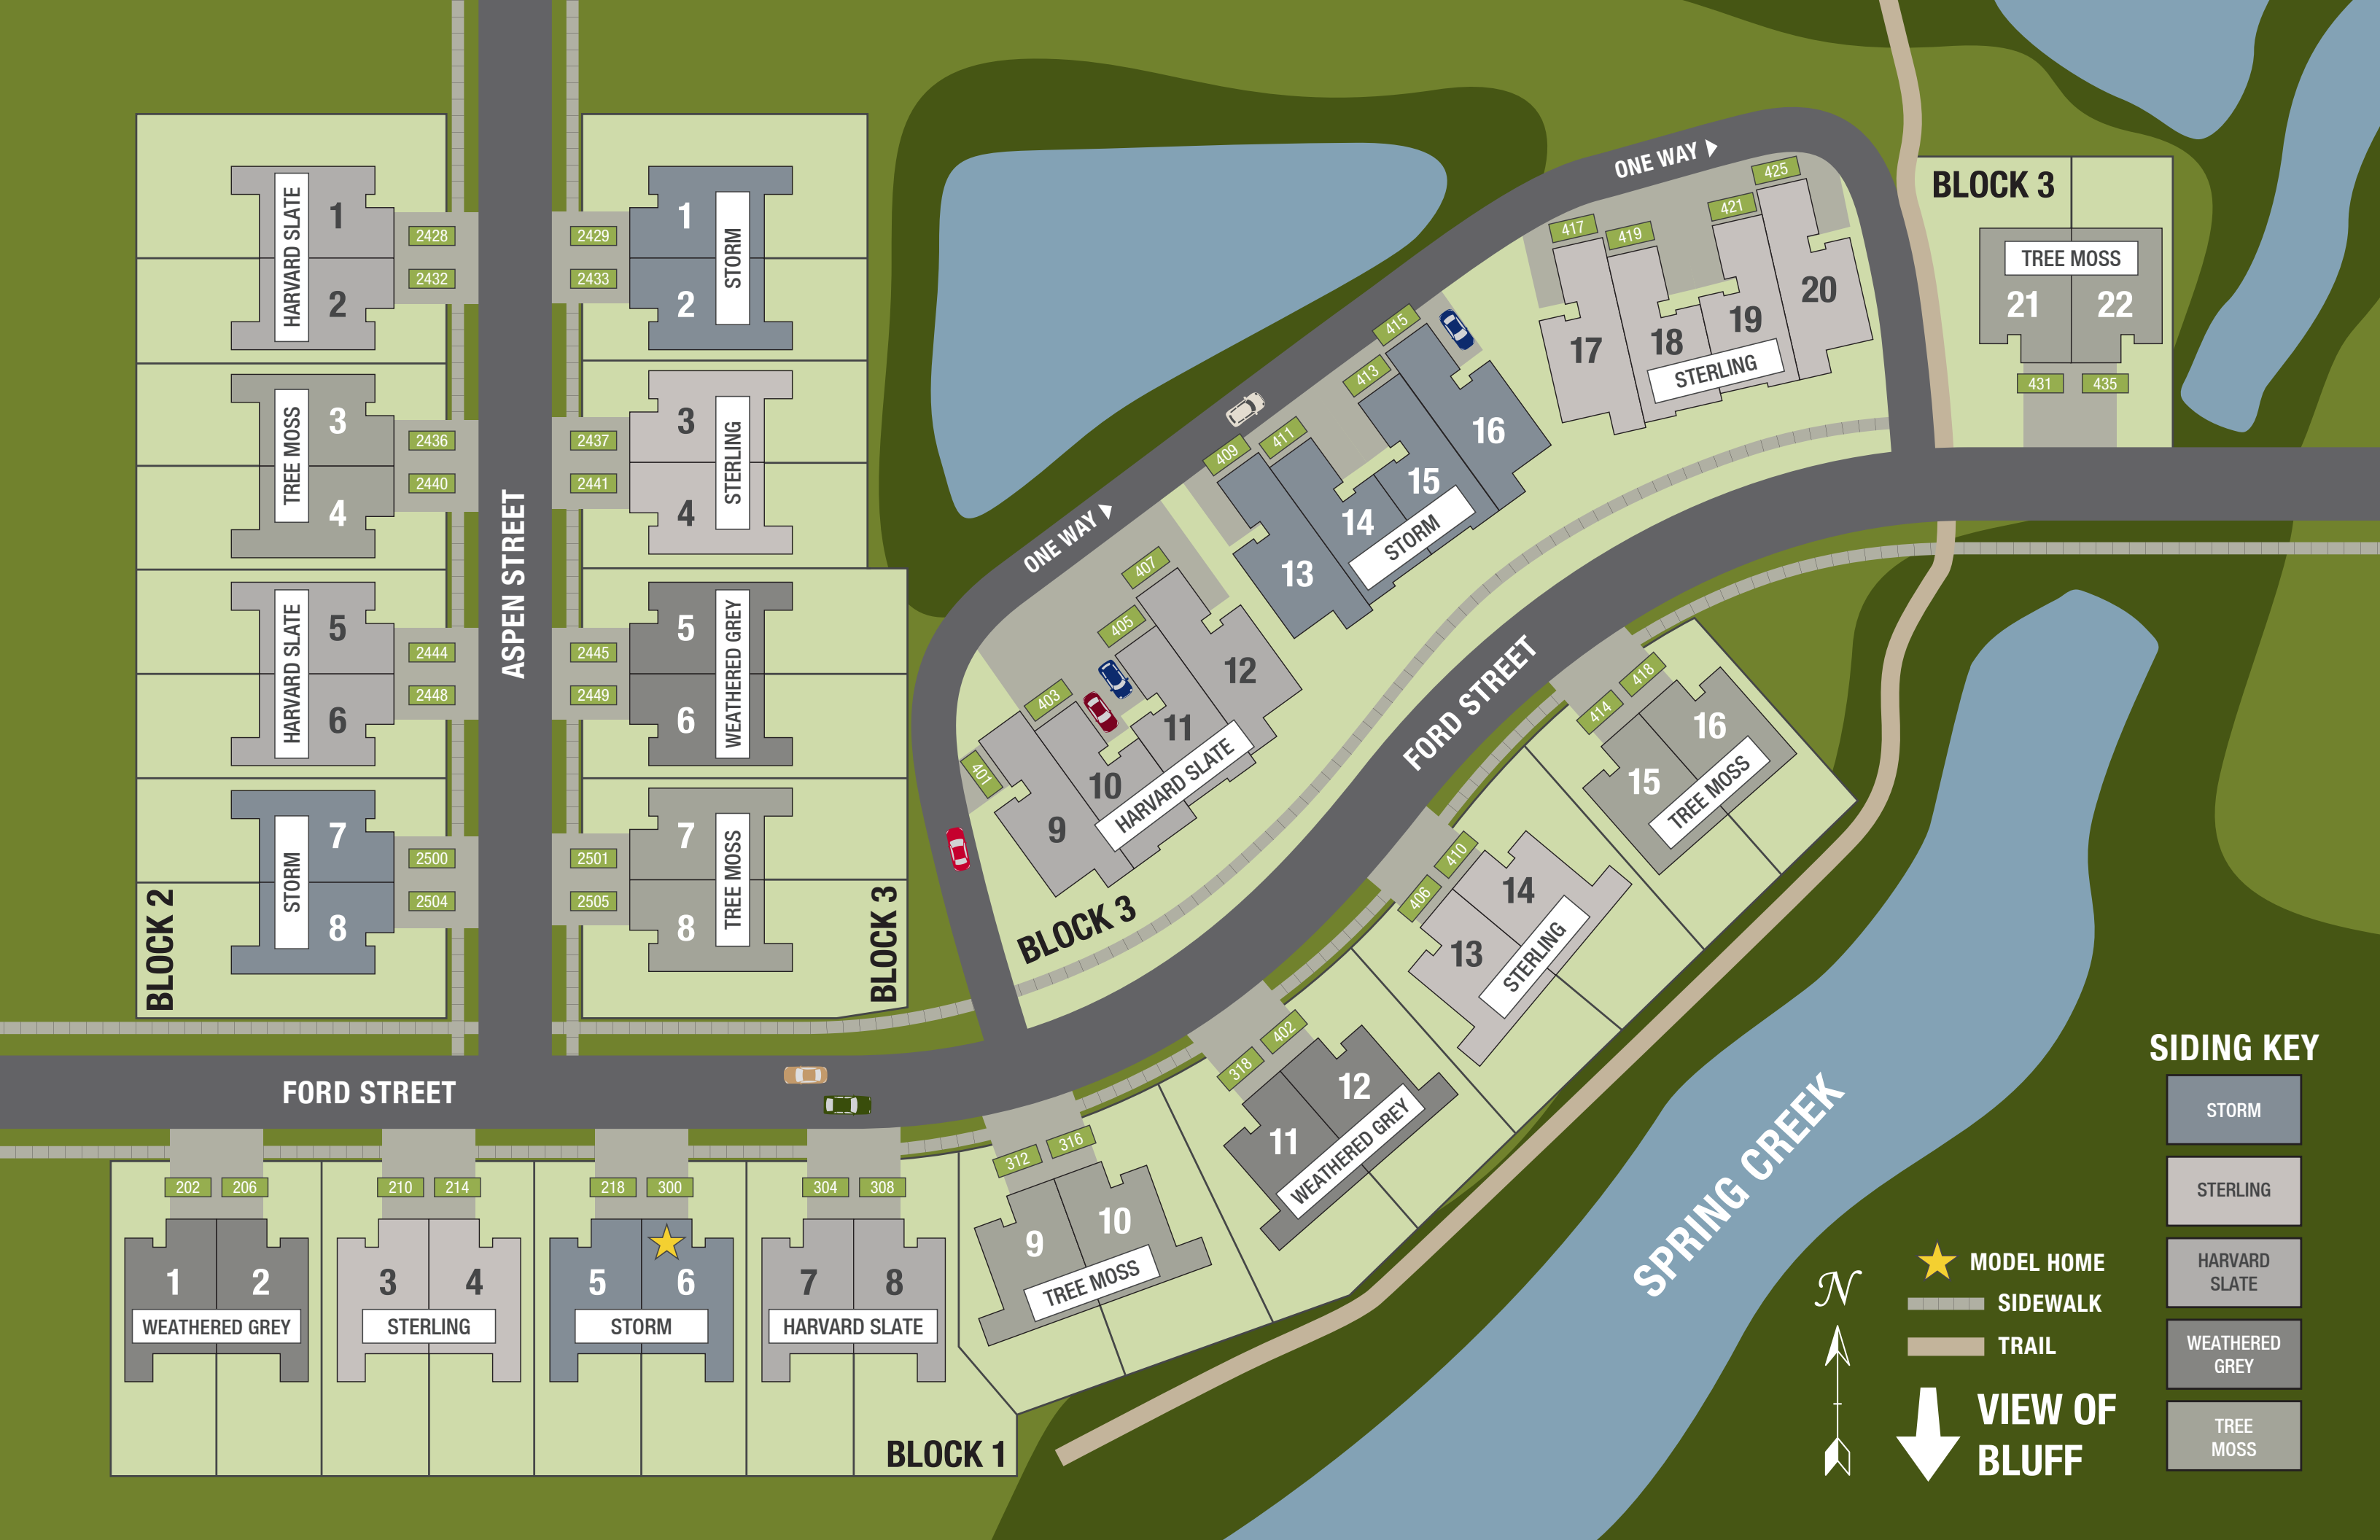 HARVARD SLATE
1
2
2428
2432
TREE MOSS
3
4
2436
2440
HARVARD SLATE
5
6
2444
2448
STORM
7
8
2500
2504
BLOCK 2
ASPEN STREET
2429
2433
1
2
STORM
2437
2441
3
4
STERLING
2445
2449
5
6
WEATHERED GREY
2501
2505
7
8
TREE MOSS
BLOCK 3
ONE WAY
ONE WAY
401
403
405
407
9
10
11
12
HARVARD SLATE
409
411
413
415
13
14
15
16
STORM
417
419
421
425
17
18
19
20
STERLING
BLOCK 3
BLOCK 3
TREE MOSS
21
22
431
435
FORD STREET
FORD STREET
202
206
1
2
WEATHERED GREY
210
214
3
4
STERLING
218
300
5
6
STORM
304
308
7
8
HARVARD SLATE
BLOCK 1
312
316
9
10
TREE MOSS
318
402
11
12
WEATHERED GREY
406
410
13
14
STERLING
414
418
15
16
TREE MOSS
SPRING CREEK
N
MODEL HOME
SIDEWALK
TRAIL
VIEW OF
BLUFF
SIDING KEY
STORM
STERLING
HARVARD
SLATE
WEATHERED
GREY
TREE
MOSS